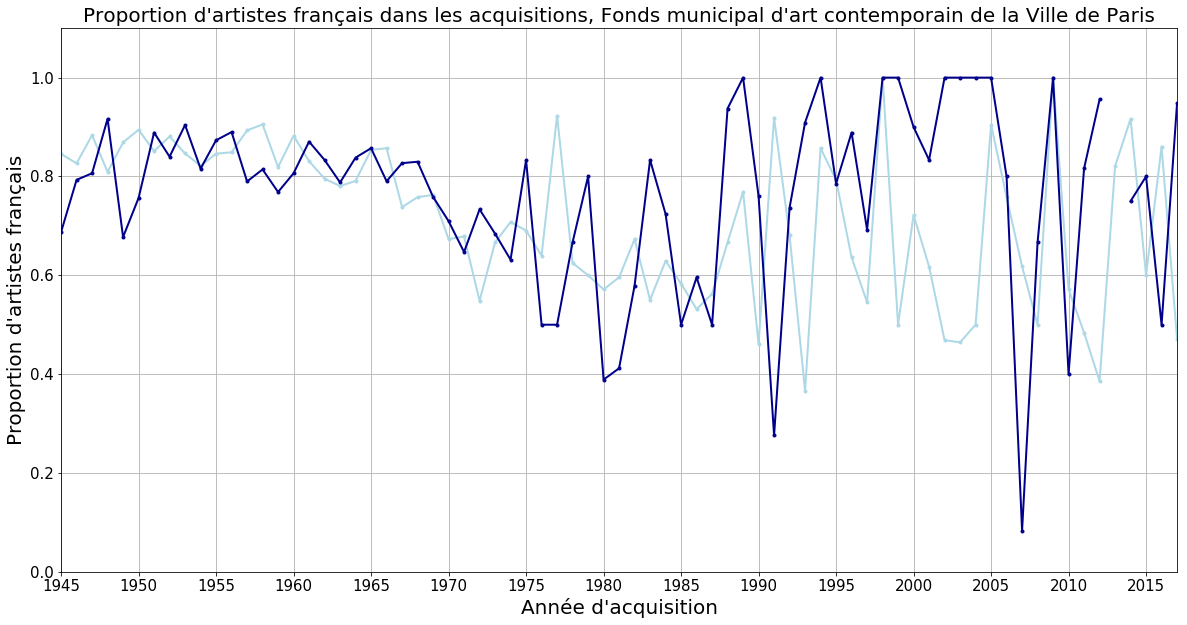 Proportion d'artistes français dans les acquisitions, Fonds municipal d'art contemporain de la Ville de Paris
Proportion d'artistes français
1.0
0.8
0.6
0.4
0.2
0.0
1945 1950 1955 1960 1965 1970 1975 1980 1985 1990 1995 2000 2005 2010 2015
Année d'acquisition